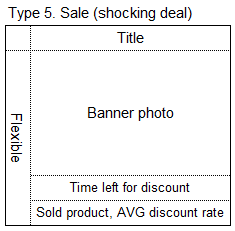 Type 5. Sale (shocking deal)
Title
Flexible
Banner photo
Time left for discount
Sold product, AVG discount rate